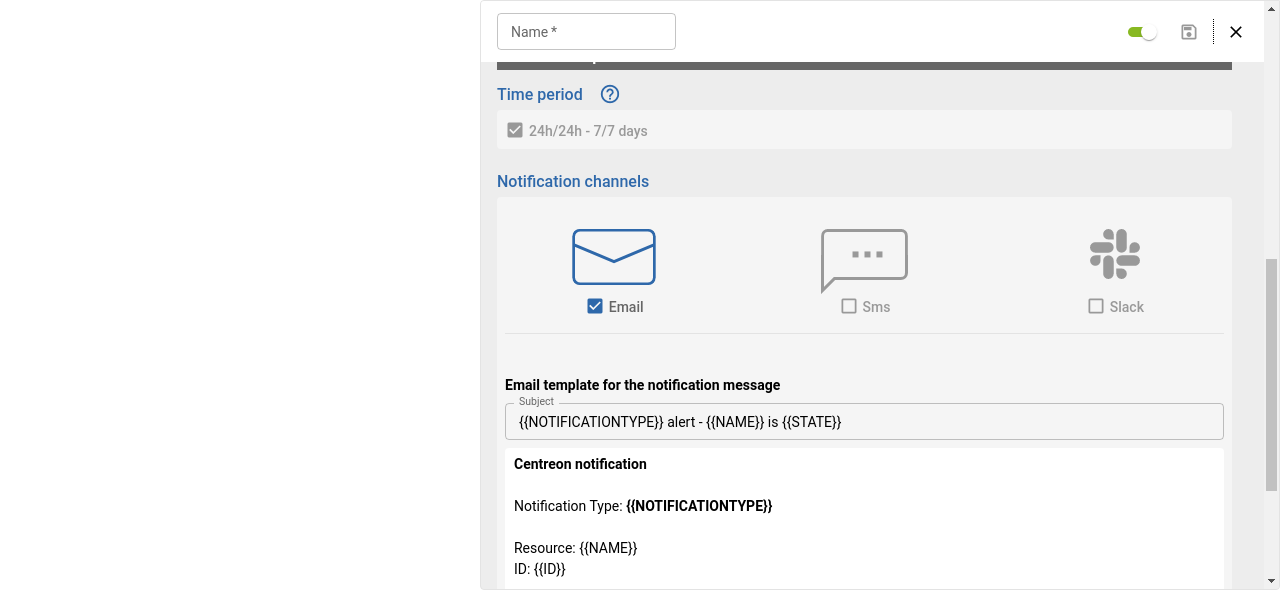 Name *
Time period
24h/24h - 7/7 days
Notification channels
Email
Sms
Slack
Email template for the notification message
Subject
{{NOTIFICATIONTYPE}} alert - {{NAME}} is {{STATE}}
Centreon notification
Notification Type: {{NOTIFICATIONTYPE}}
Resource: {{NAME}}
ID: {{ID}}